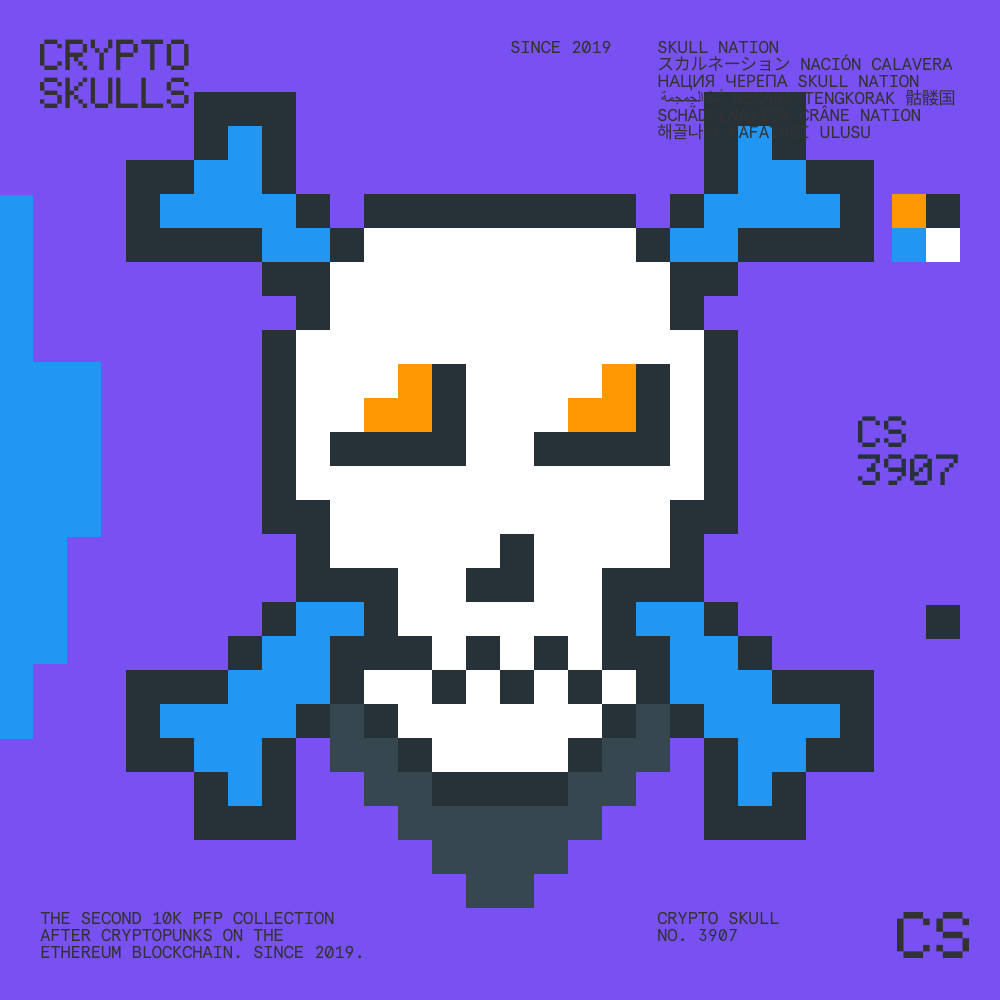 CRYPTO
SKULLS
SINCE 2019
SKULL NATION
スカルネーション NACIÓN CALAVERA
НАЦИЯ ЧЕРЕПА SKULL NATION
TENGKORAK 骷髅国
CRÂNE NATION
ULUSU
CS
3907
THE SECOND 10K PFP COLLECTION
AFTER CRYPTOPUNKS ON THE
ETHEREUM BLOCKCHAIN. SINCE 2019.
CRYPTO SKULL
NO. 3907
CS